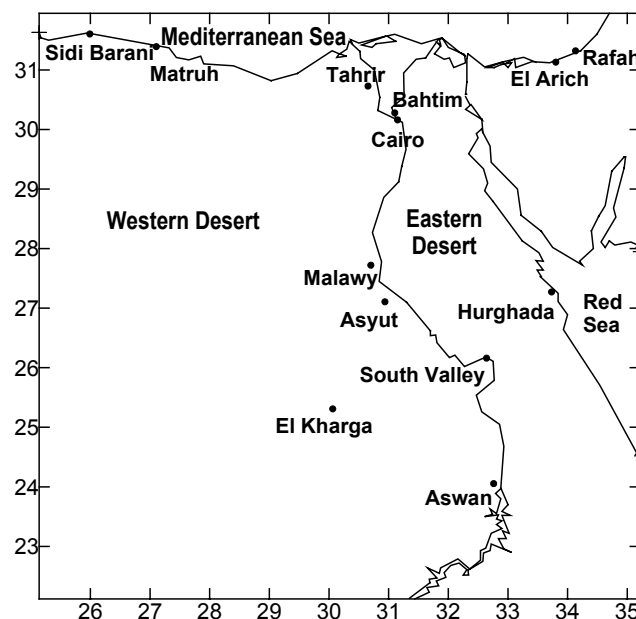 Mediterranean Sea
Sidi Barani
Matruh
Tahrir
Rafah
El Arich
Bahtim
Cairo
Western Desert
Eastern
Desert
Malawy
Asyut
Hurghada
Red
Sea
South Valley
El Kharga
Aswan
31
30
29
28
27
26
25
24
23
26 27 28 29 30 31 32 33 34 35